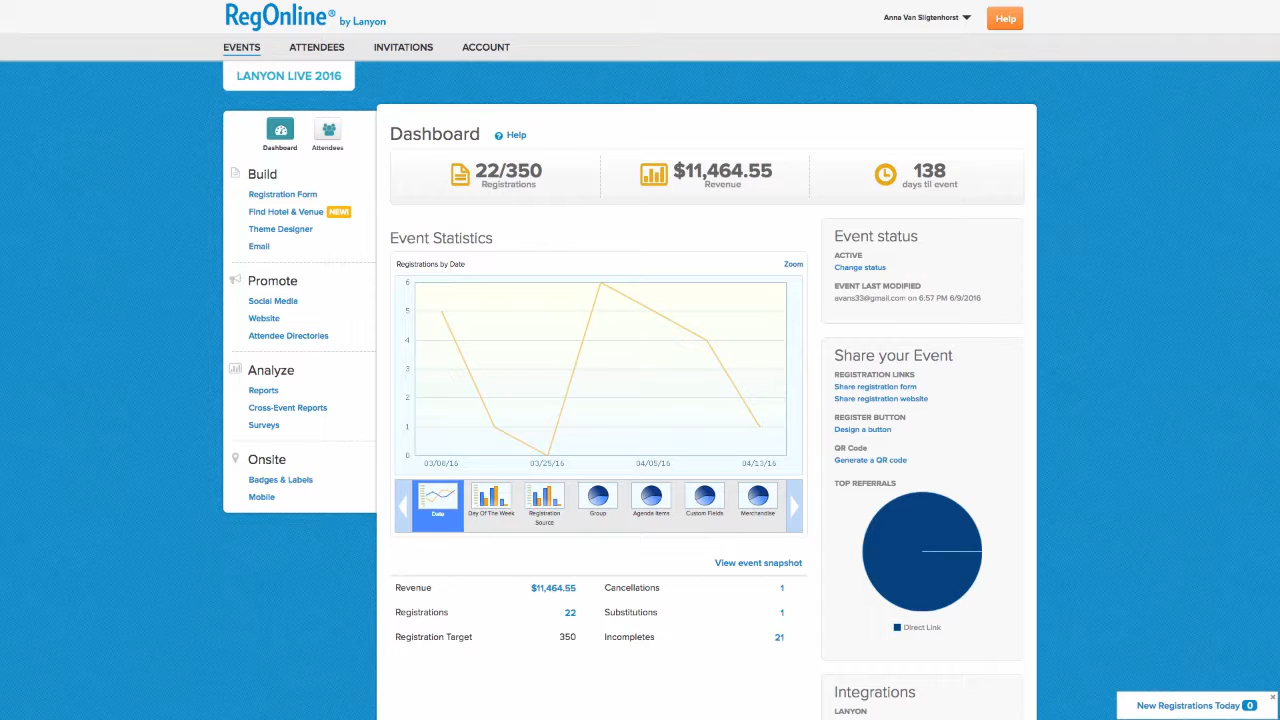 RegOnline® by Lanyon
Anna Van Sligtenhorst
Help
EVENTS ATTENDEES INVITATIONS ACCOUNT
LANYON LIVE 2016
Dashboard
Attendees
Build
Registration Form
Find Hotel & Venue NEW!
Theme Designer
Email
Promote
Social Media
Website
Attendee Directories
Analyze
Reports
Cross-Event Reports
Surveys
Onsite
Badges & Labels
Mobile
Dashboard ? Help
22/350
Registrations
$11,464.55
Revenue
138
days til event
Event Statistics
Registrations by Date Zoom
6
5
4
3
2
1
0
03/08/16 03/25/16 04/05/16 04/13/16
Date
Day Of The Week
Registration
Source
Group
Agenda Items
Custom Fields
Merchandise
View event snapshot
Revenue $11,464.55 Cancellations 1
Registrations 22 Substitutions 1
Registration Target 350 Incompletes 21
Event status
ACTIVE
Change status
EVENT LAST MODIFIED
avans33@gmail.com on 6:57 PM 6/9/2016
Share your Event
REGISTRATION LINKS
Share registration form
Share registration website
REGISTER BUTTON
Design a button
QR Code
Generate a QR code
TOP REFERRALS
Direct Link
Integrations
LANYON
New Registrations Today 0
×